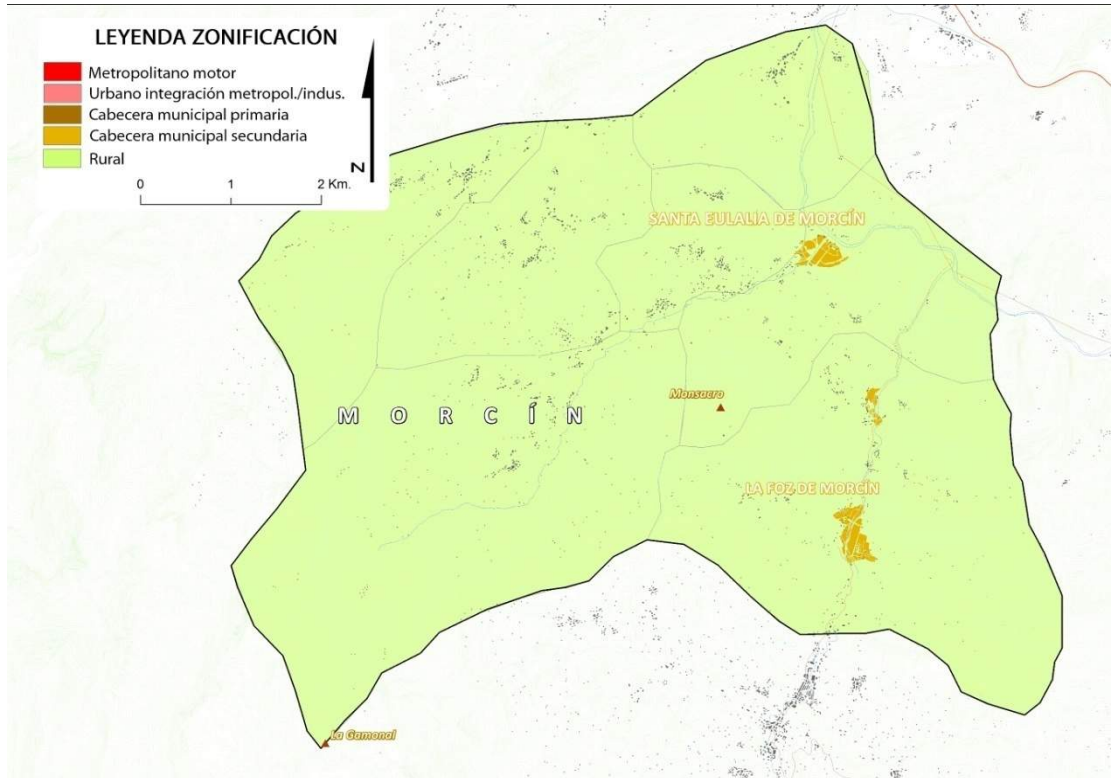 LEYENDA ZONIFICACIÓN
Metropolitano motor
Urbano integración metropol./indus.
Cabecera municipal primaria
Cabecera municipal secundaria
Rural
N
0 1 2 Km.
SANTA EULALIA DE MORCÍN
Monsacro
MORCÍN
LA FOZ DE MORCÍN
La Gamonal